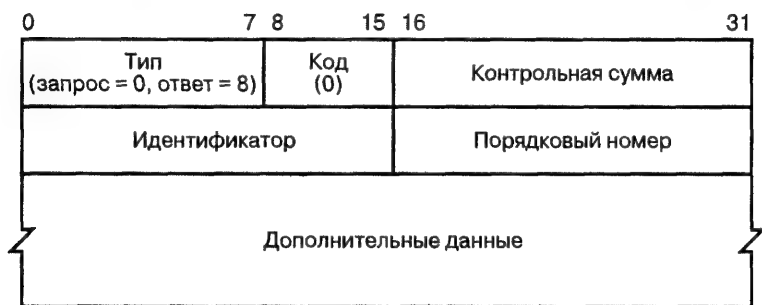 0 7 8 15 16 31
Тип
(запрос = 0, ответ = 8)
Код
(0)
Контрольная сумма
Идентификатор
Порядковый номер
Дополнительные данные